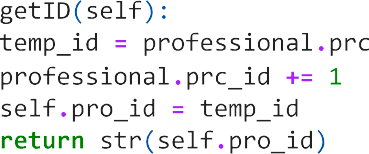 getID(self):
temp_id = professional.prc
professional.prc_id += 1
self.pro_id = temp_id
return str(self.pro_id)